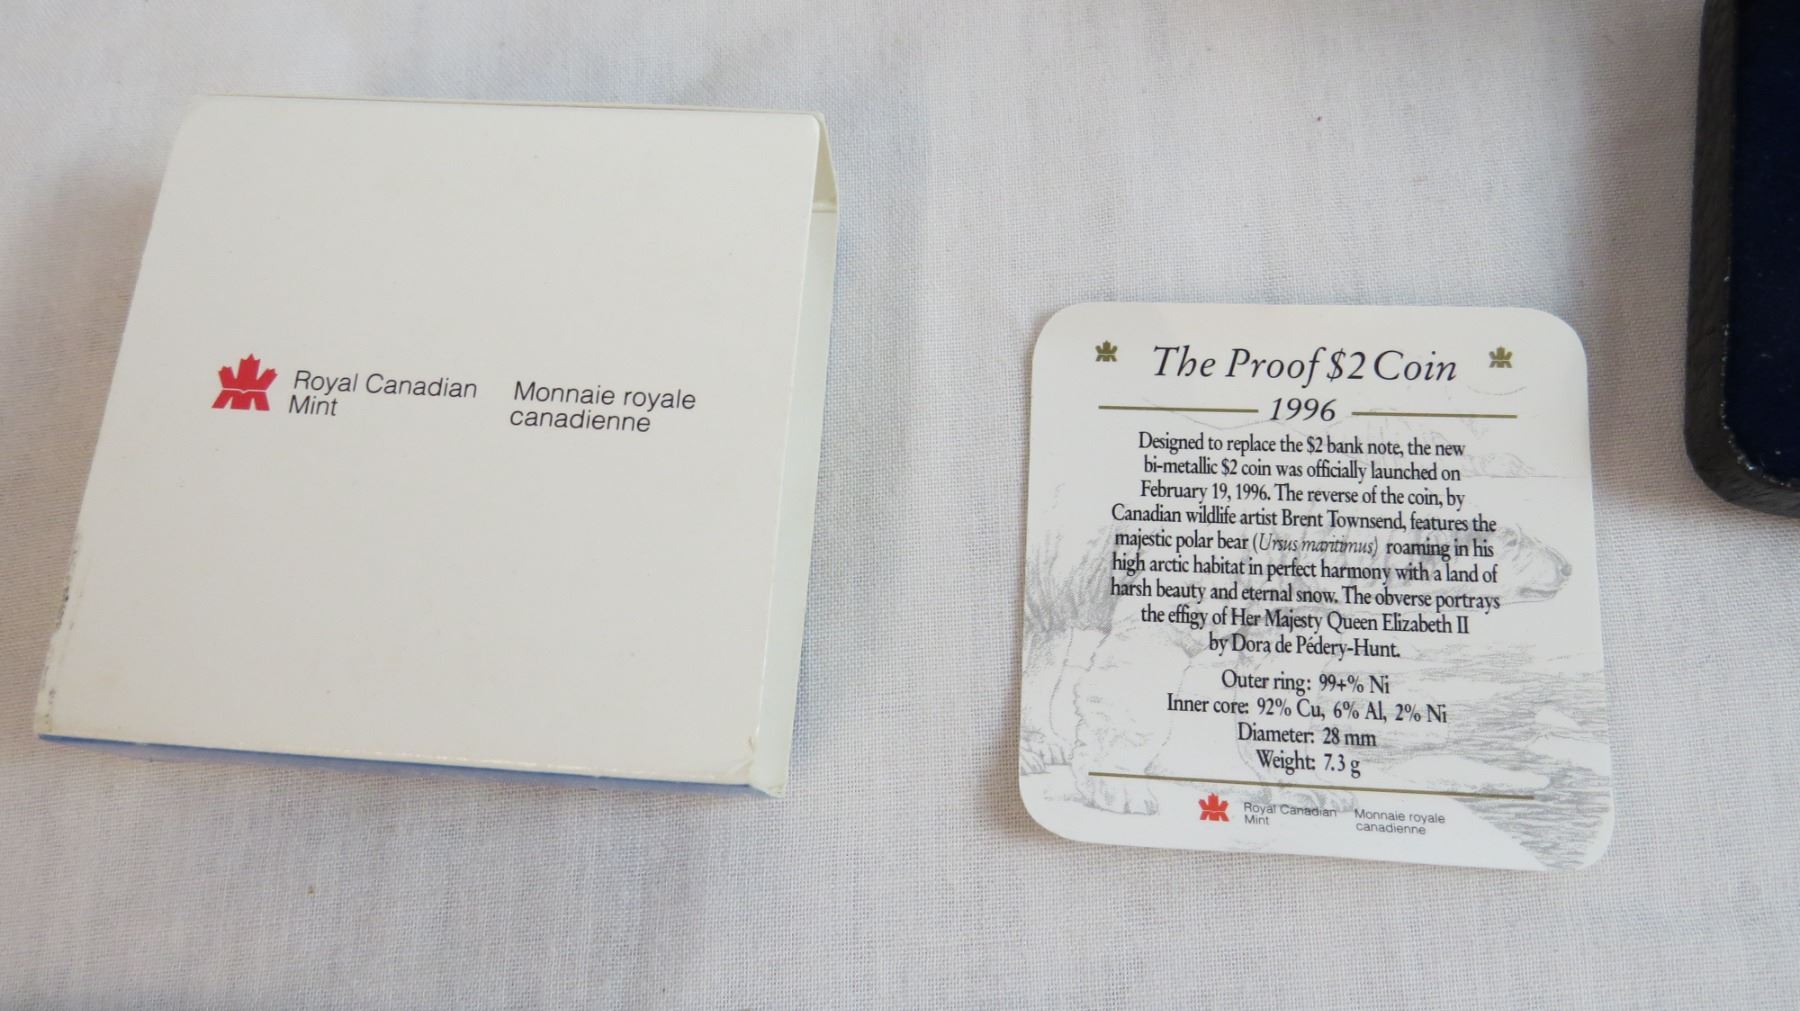 Royal Canadian
Mint
Monnaie royale
canadienne
The Proof $2 Coin
1996
Designed to replace the $2 bank note, the new
bi-metallic $2 coin was officially launched on
February 19, 1996. The reverse of the coin, by
Canadian wildlife artist Brent Townsend, features the
majestic polar bear (Ursus maritimus) roaming in his
high arctic habitat in perfect harmony with a land of
harsh beauty and eternal snow. The obverse portrays
the effigy of Her Majesty Queen Elizabeth II
by Dora de Pédery-Hunt.
Outer ring: 99+% Ni
Inner core: 92% Cu, 6% Al, 2% Ni
Diameter: 28 mm
Weight: 7.3 g
Royal Canadian
Mint
Monnaie royale
canadienne